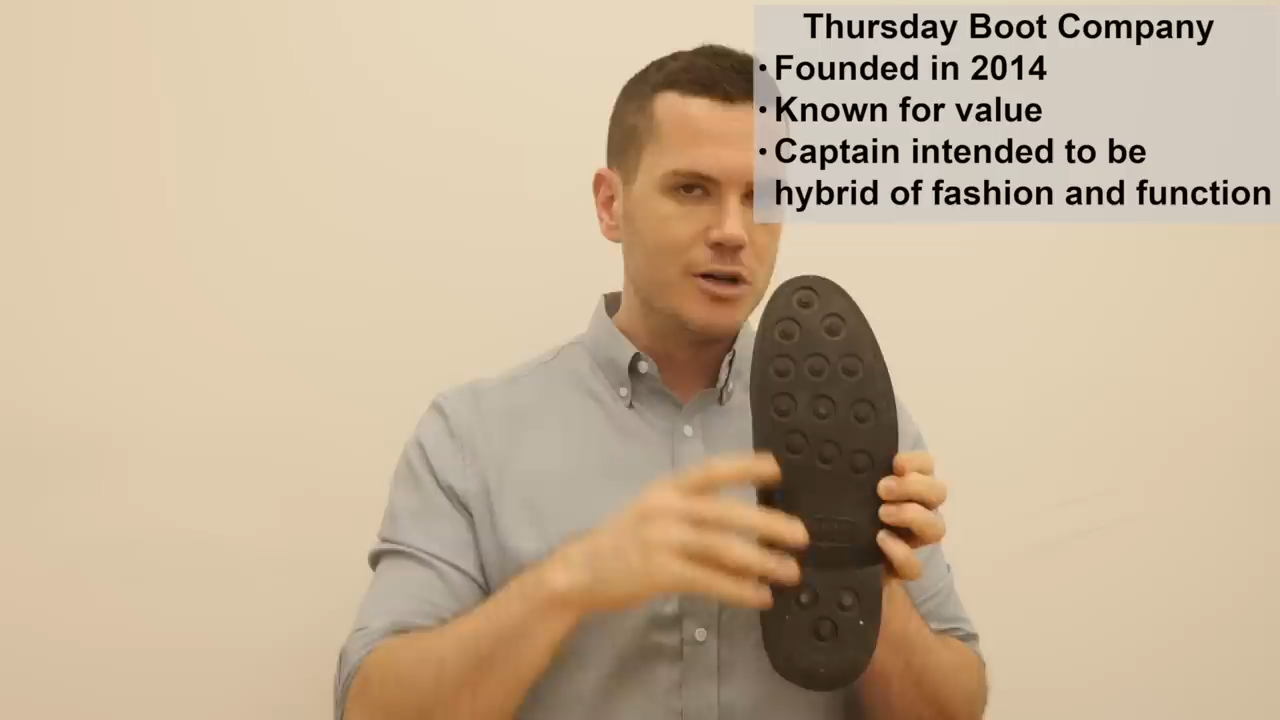 Thursday Boot Company
• Founded in 2014
• Known for value
• Captain intended to be
hybrid of fashion and function